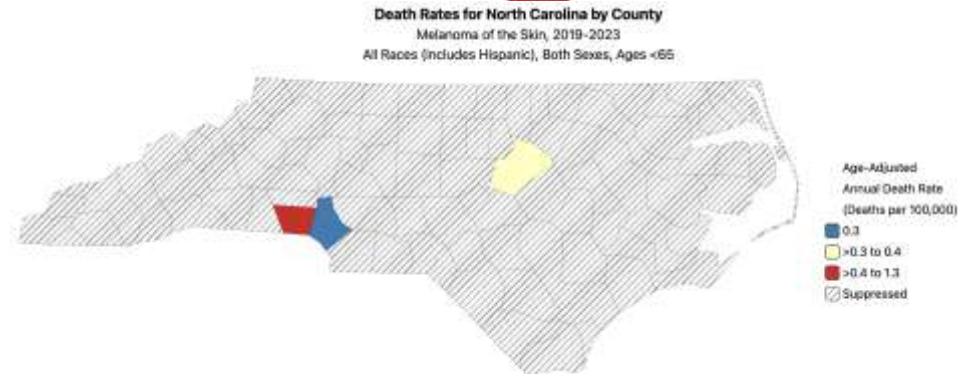 Death Rates for North Carolina by County
Melanoma of the Skin, 2019-2023
All Races (includes Hispanic), Both Sexes, Ages <65
Age-Adjusted
Annual Death Rate
(Deaths per 100,000)
0.3
>0.3 to 0.4
>0.4 to 1.3
Suppressed